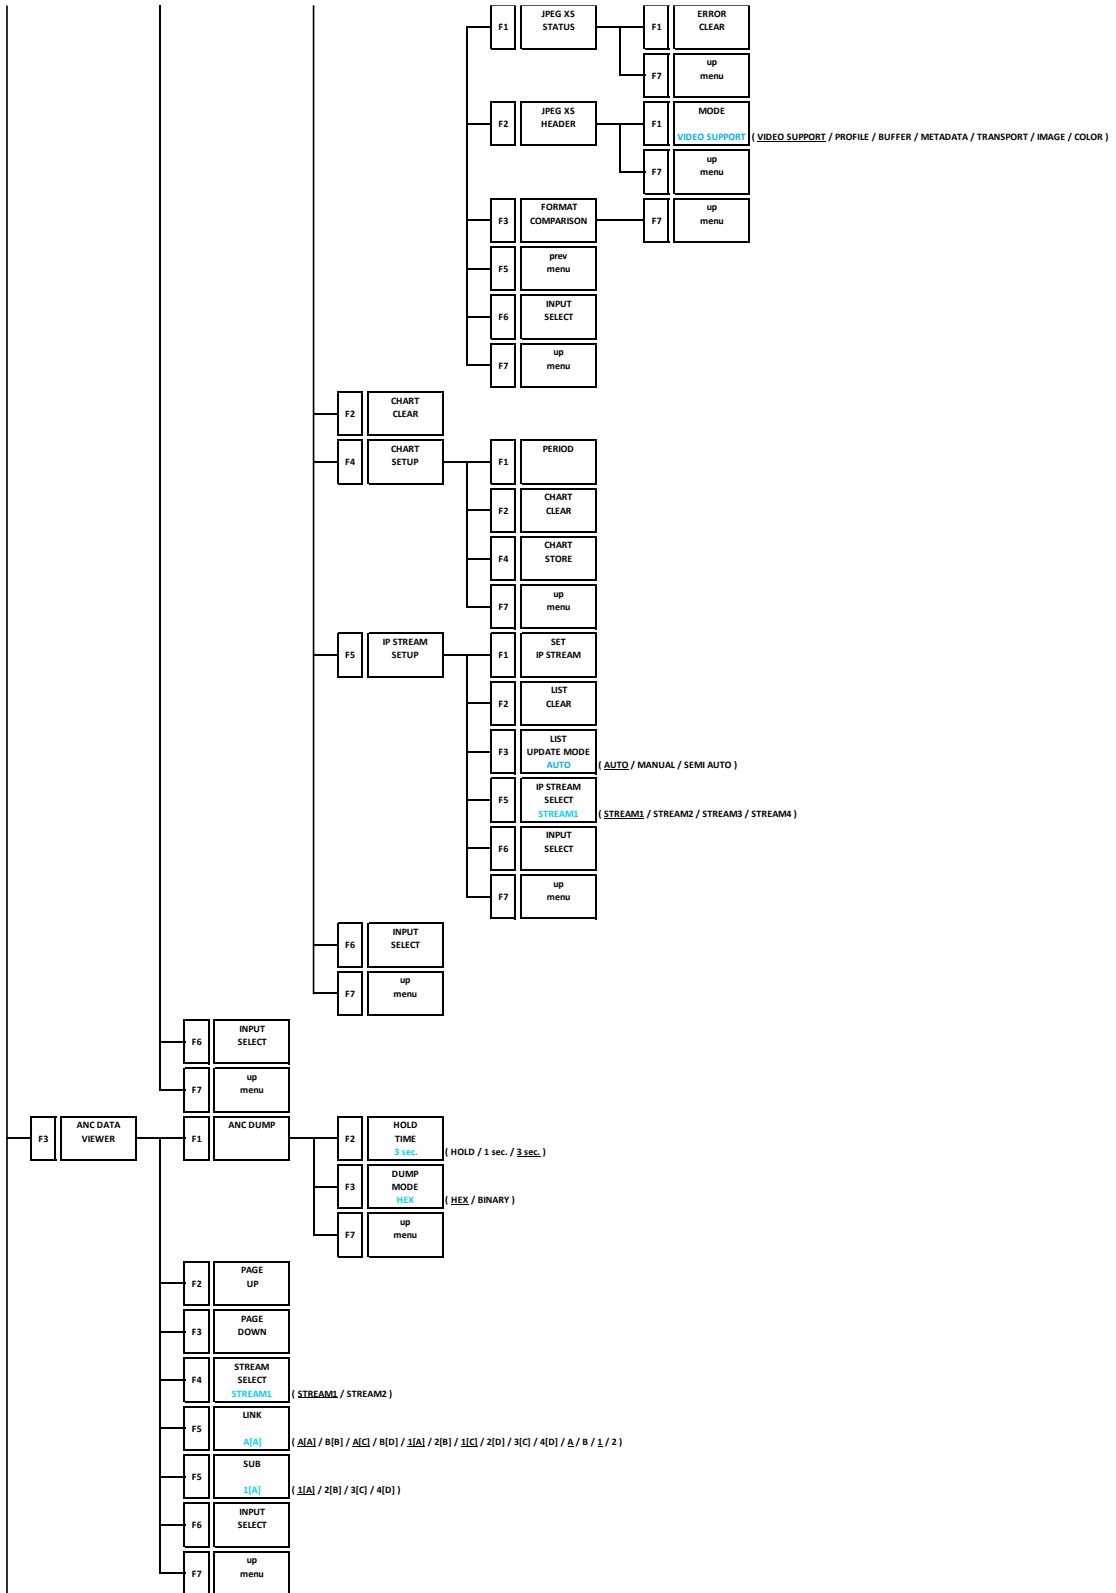 F1
JPEG XS
STATUS
F1
ERROR
CLEAR
F7
up
menu
F2
JPEG XS
HEADER
F1
MODE
VIDEO SUPPORT
( VIDEO SUPPORT / PROFILE / BUFFER / METADATA / TRANSPORT / IMAGE / COLOR )
F7
up
menu
F3
FORMAT
COMPARISON
F7
up
menu
F5
prev
menu
F6
INPUT
SELECT
F7
up
menu
F2
CHART
CLEAR
F4
CHART
SETUP
F1
PERIOD
F2
CHART
CLEAR
F4
CHART
STORE
F7
up
menu
F5
IP STREAM
SETUP
F1
SET
IP STREAM
F2
LIST
CLEAR
F3
LIST
UPDATE MODE
AUTO
( AUTO / MANUAL / SEMI AUTO )
F5
IP STREAM
SELECT
STREAM1
( STREAM1 / STREAM2 / STREAM3 / STREAM4 )
F6
INPUT
SELECT
F7
up
menu
F6
INPUT
SELECT
F7
up
menu
F6
INPUT
SELECT
F7
up
menu
F3
ANC DATA
VIEWER
F1
ANC DUMP
F2
HOLD
TIME
3 sec.
( HOLD / 1 sec. / 3 sec. )
F3
DUMP
MODE
HEX
( HEX / BINARY )
F7
up
menu
F2
PAGE
UP
F3
PAGE
DOWN
F4
STREAM
SELECT
STREAM1
( STREAM1 / STREAM2 )
F5
LINK
A[A]
( A[A] / B[B] / A[C] / B[D] / 1[A] / 2[B] / 1[C] / 2[D] / 3[C] / 4[D] / A / B / 1 / 2 )
F5
SUB
1[A]
( 1[A] / 2[B] / 3[C] / 4[D] )
F6
INPUT
SELECT
F7
up
menu